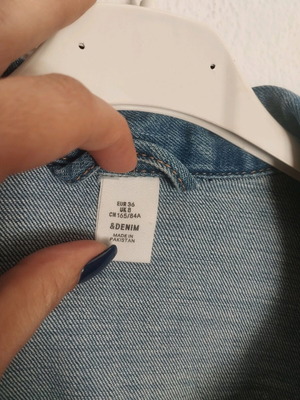 EUR 36
UK 8
CN 165/84A
&DENIM
MADE IN
PAKISTAN